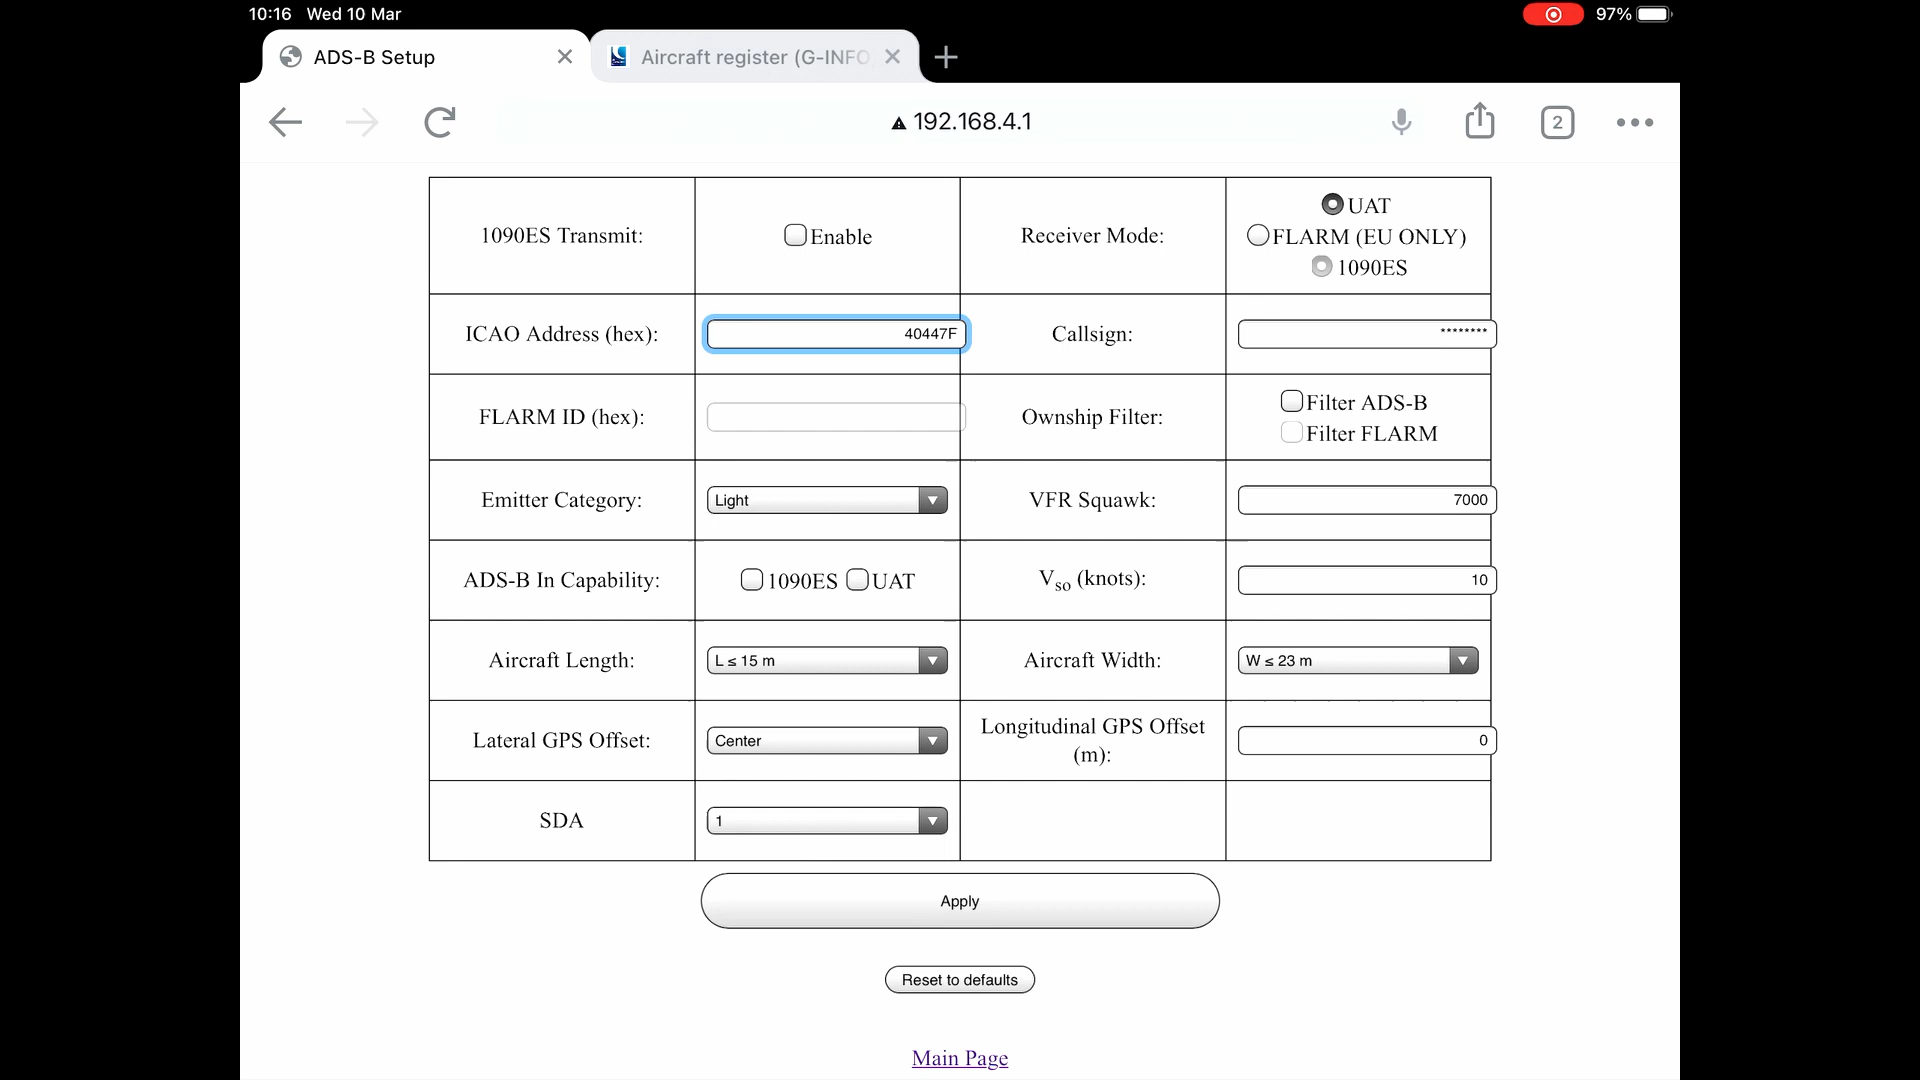 10:16 Wed 10 Mar
97%
ADS-B Setup
Aircraft register (G-INFO
192.168.4.1
2
1090ES Transmit:
Enable
Receiver Mode:
UAT
FLARM (EU ONLY)
1090ES
ICAO Address (hex):
40447F
Callsign:
********
FLARM ID (hex):
Ownship Filter:
Filter ADS-B
Filter FLARM
Emitter Category:
Light
VFR Squawk:
7000
ADS-B In Capability:
1090ES UAT
Vso (knots):
10
Aircraft Length:
L ≤ 15 m
Aircraft Width:
W ≤ 23 m
Lateral GPS Offset:
Center
Longitudinal GPS Offset
(m):
0
SDA
1
Apply
Reset to defaults
Main Page